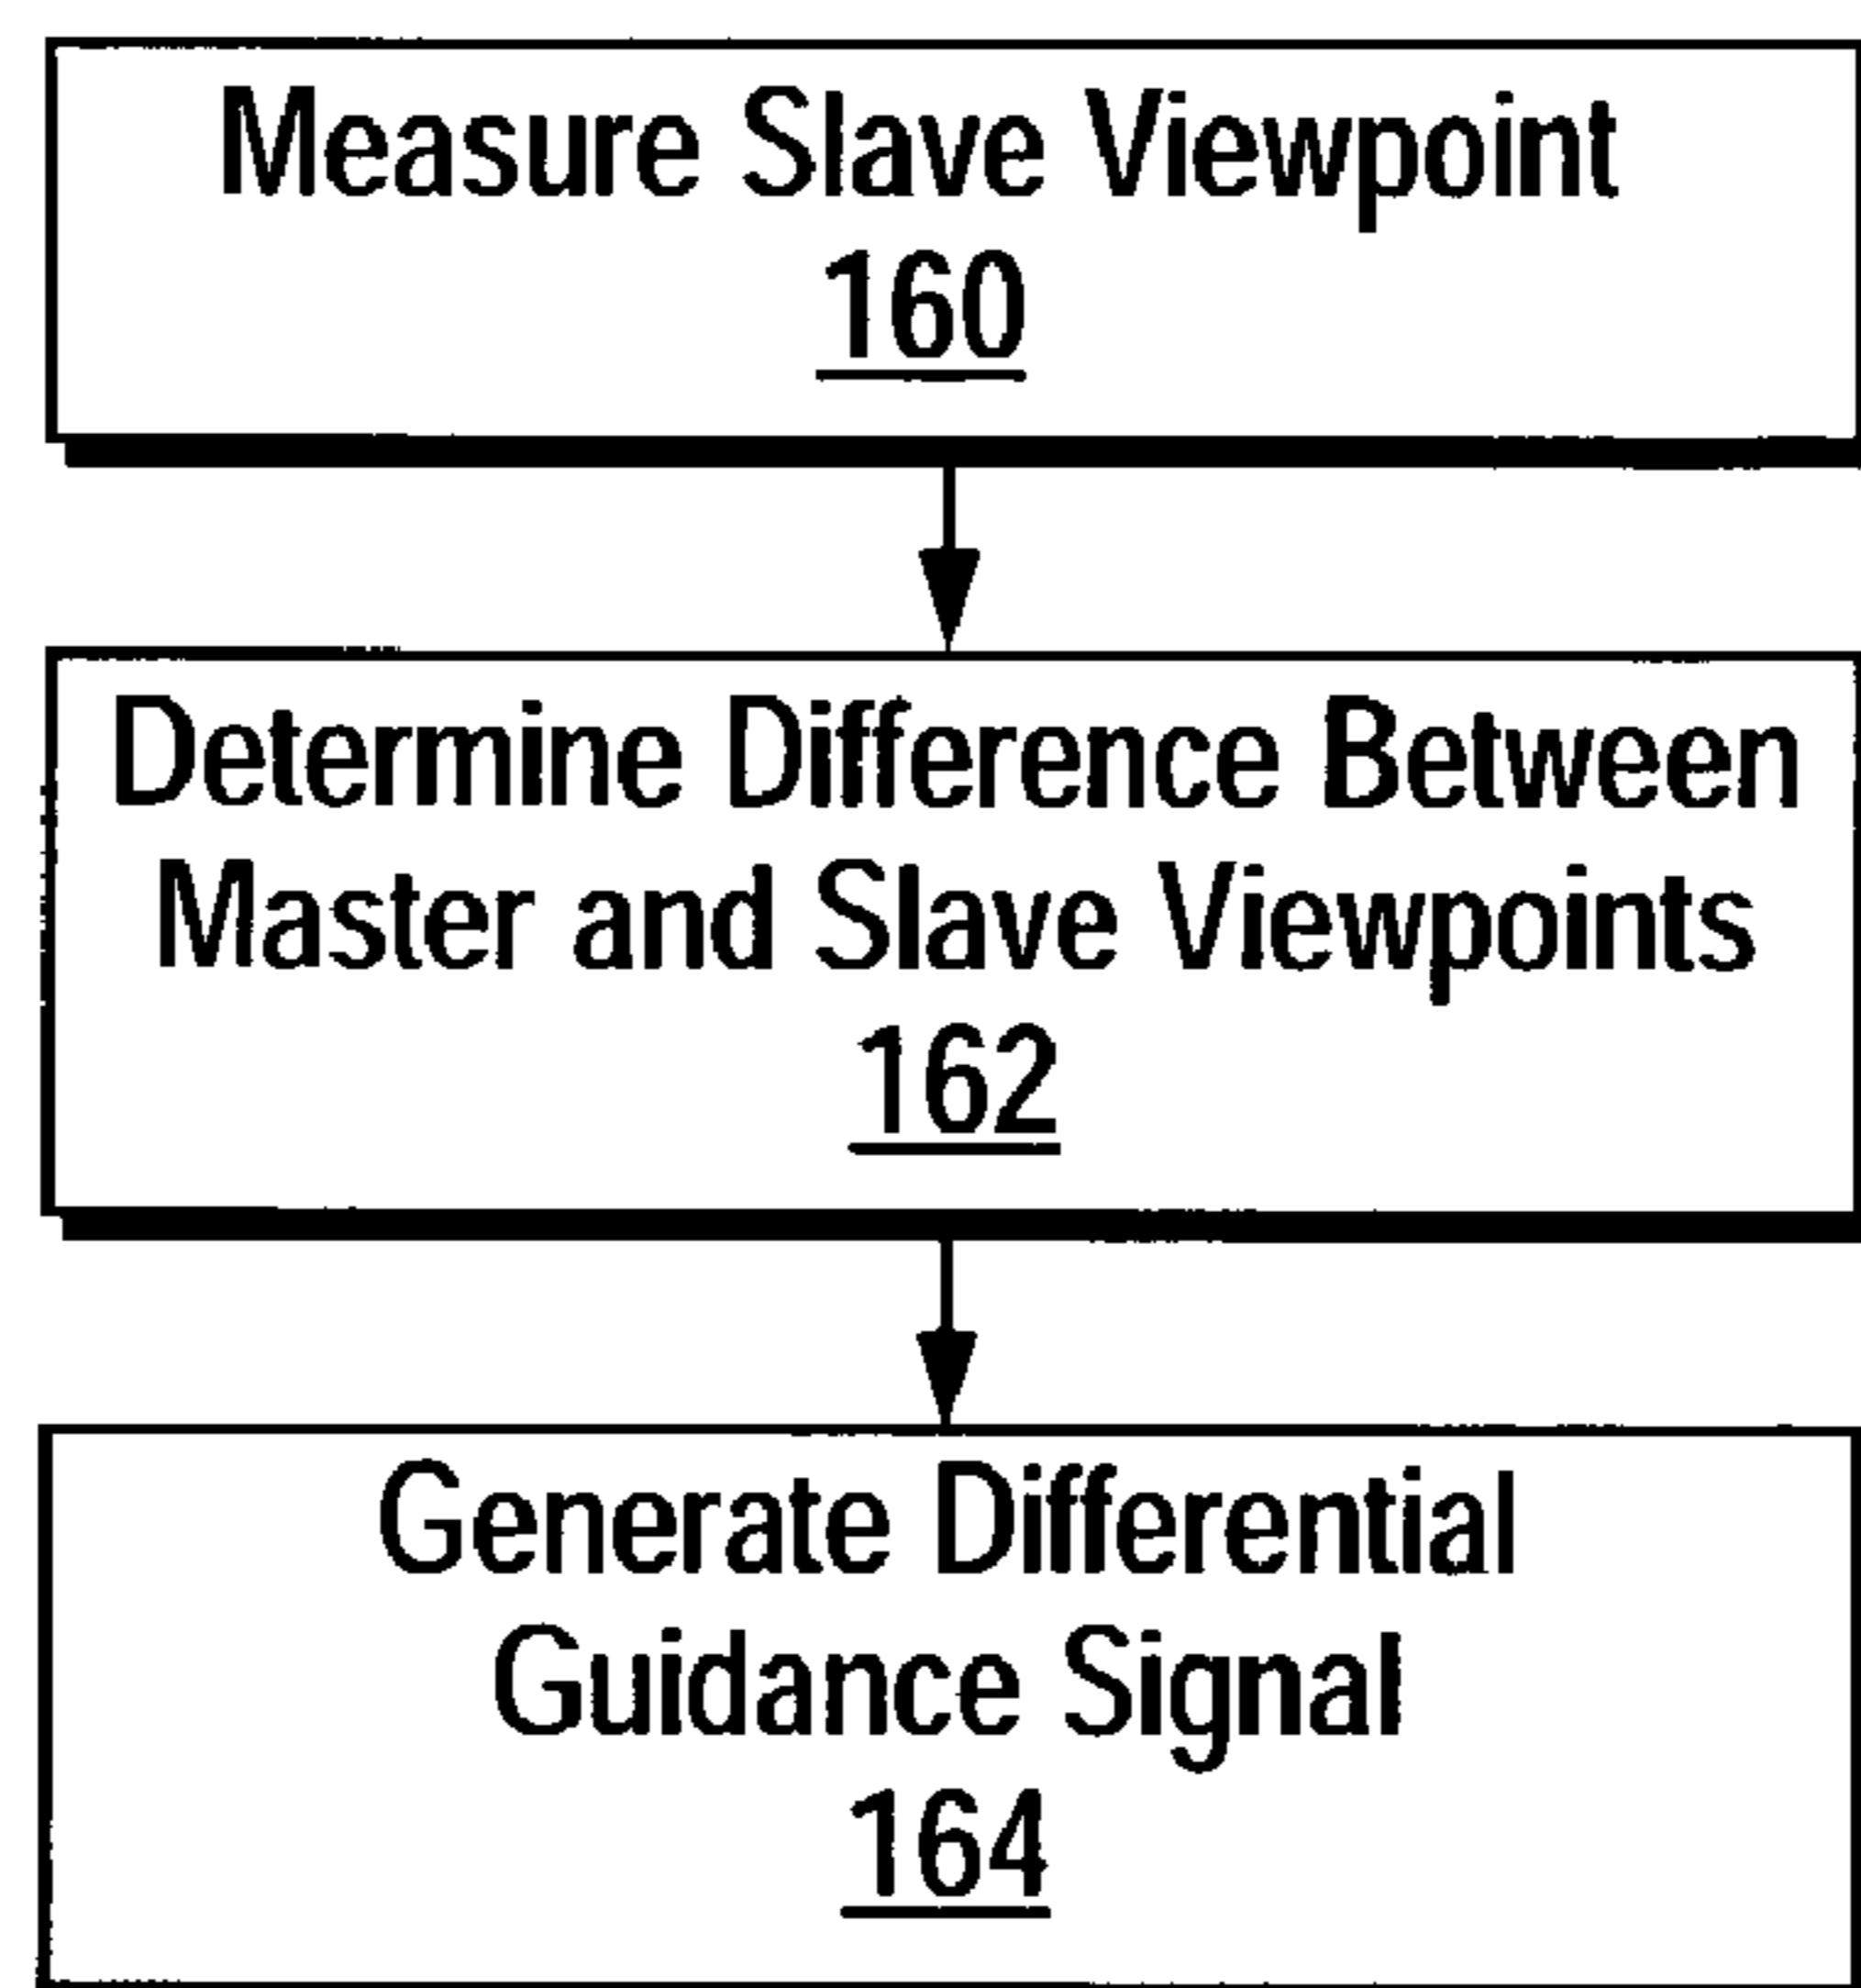 Measure Slave Viewpoint
160
Determine Difference Between
Master and Slave Viewpoints
162
Generate Differential
Guidance Signal
164